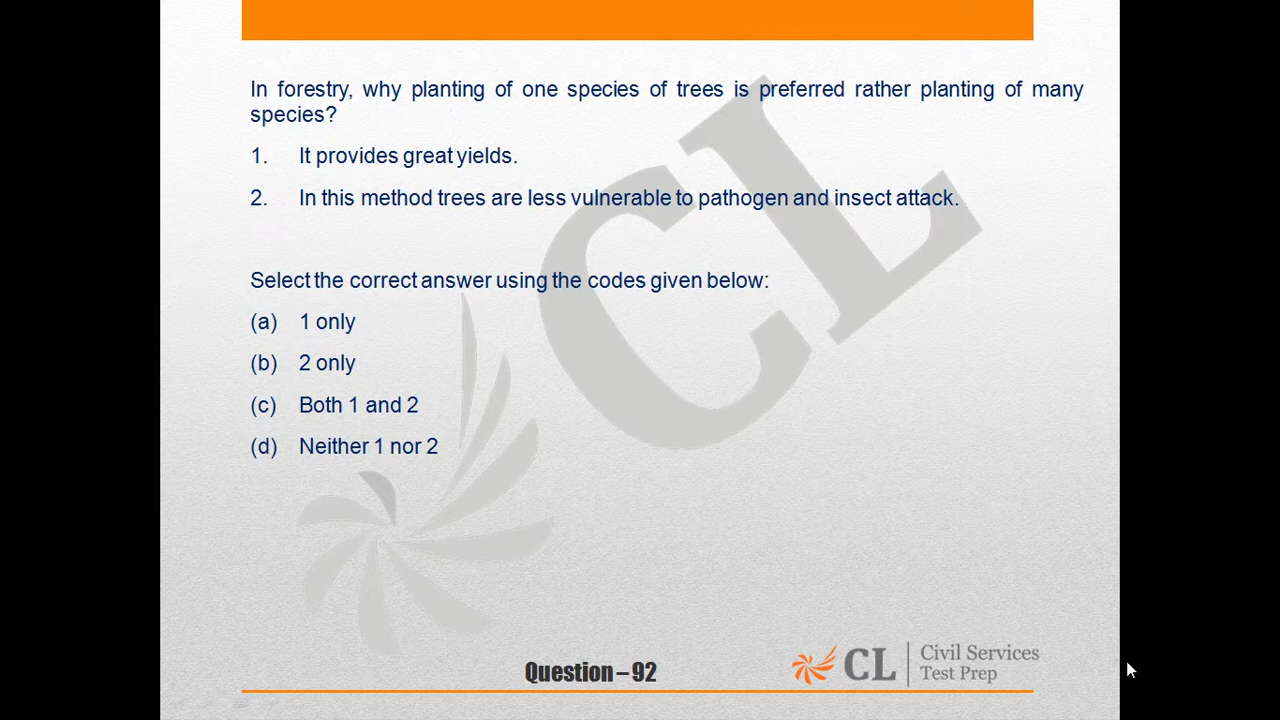 In forestry, why planting of one species of trees is preferred rather planting of many
species?
1. It provides great yields.
2. In this method trees are less vulnerable to pathogen and insect attack.
Select the correct answer using the codes given below:
(a) 1 only
(b) 2 only
(c) Both 1 and 2
(d) Neither 1 nor 2
CL
Question – 92
CL Civil Services
Test Prep